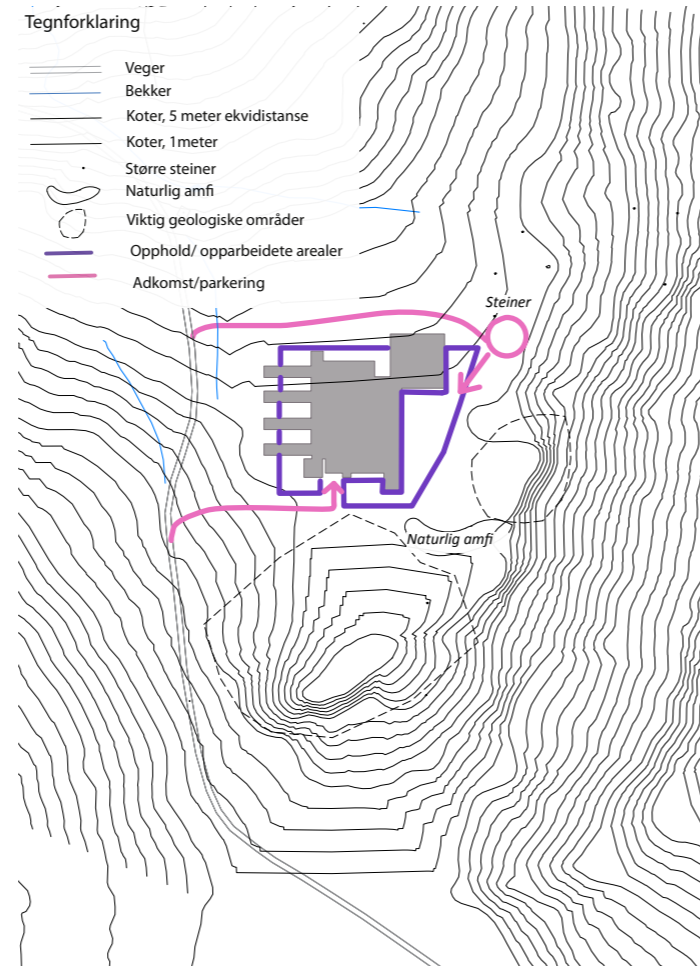 Tegnforklaring
Veger
Bekker
Koter, 5 meter ekvidistanse
Koter, 1meter
Større steiner
Naturlig amfi
Viktig geologiske områder
Opphold/ opparbeidete arealer
Adkomst/parkering
Steiner
Naturlig amfi